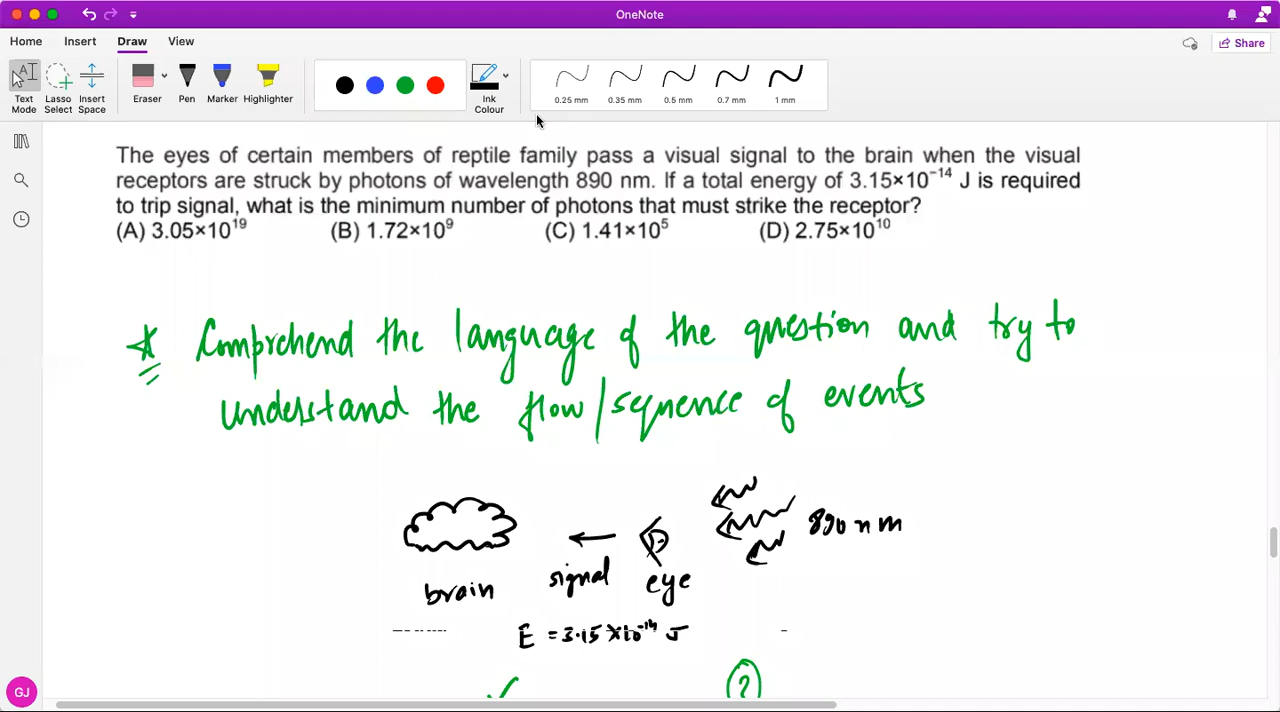 OneNote
Home Insert Draw View
Share
Text Mode
Lasso Select
Insert Space
Eraser
Pen
Marker
Highlighter
Ink Colour
0.25 mm
0.35 mm
0.5 mm
0.7 mm
1 mm
The eyes of certain members of reptile family pass a visual signal to the brain when the visual
receptors are struck by photons of wavelength 890 nm. If a total energy of 3.15×10⁻¹⁴ J is required
to trip signal, what is the minimum number of photons that must strike the receptor?
(A) 3.05×10¹⁹ (B) 1.72×10⁹ (C) 1.41×10⁵ (D) 2.75×10¹⁰
* Comprehend the language of the question and try to
understand the flow/sequence of events
890 nm
signal
eye
brain
E = 3.15 × 10⁻¹⁴ J
?
GJ